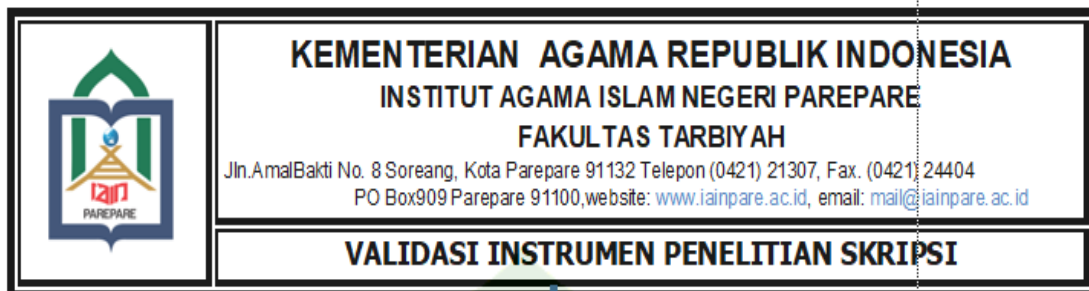 KEMENTERIAN AGAMA REPUBLIK INDONESIA
INSTITUT AGAMA ISLAM NEGERI PAREPARE
FAKULTAS TARBIYAH
Jln.AmalBakti No. 8 Soreang, Kota Parepare 91132 Telepon (0421) 21307, Fax. (0421) 24404
PO Box909 Parepare 91100,website: www.iainpare.ac.id, email: mail@iainpare.ac.id
iain
PAREPARE
VALIDASI INSTRUMEN PENELITIAN SKRIPSI